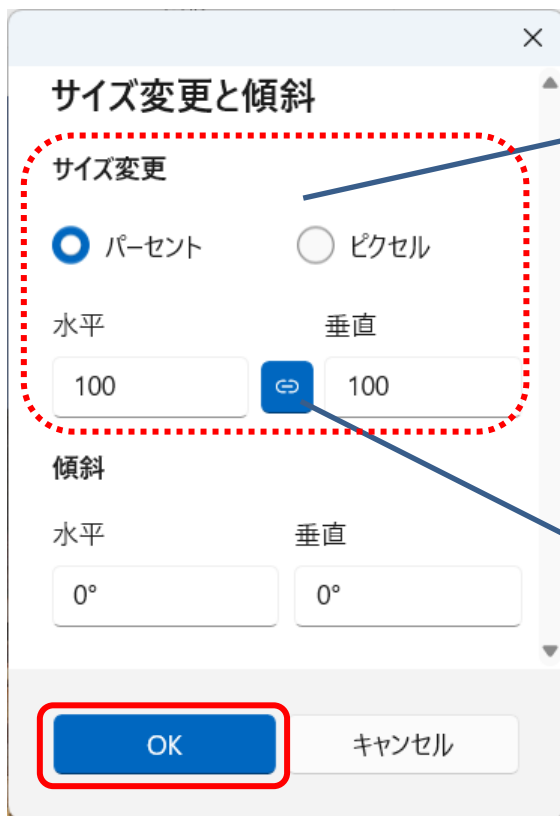 サイズ変更と傾斜
サイズ変更
パーセント ピクセル
水平 垂直
100 100
傾斜
水平 垂直
0° 0°
OK キャンセル